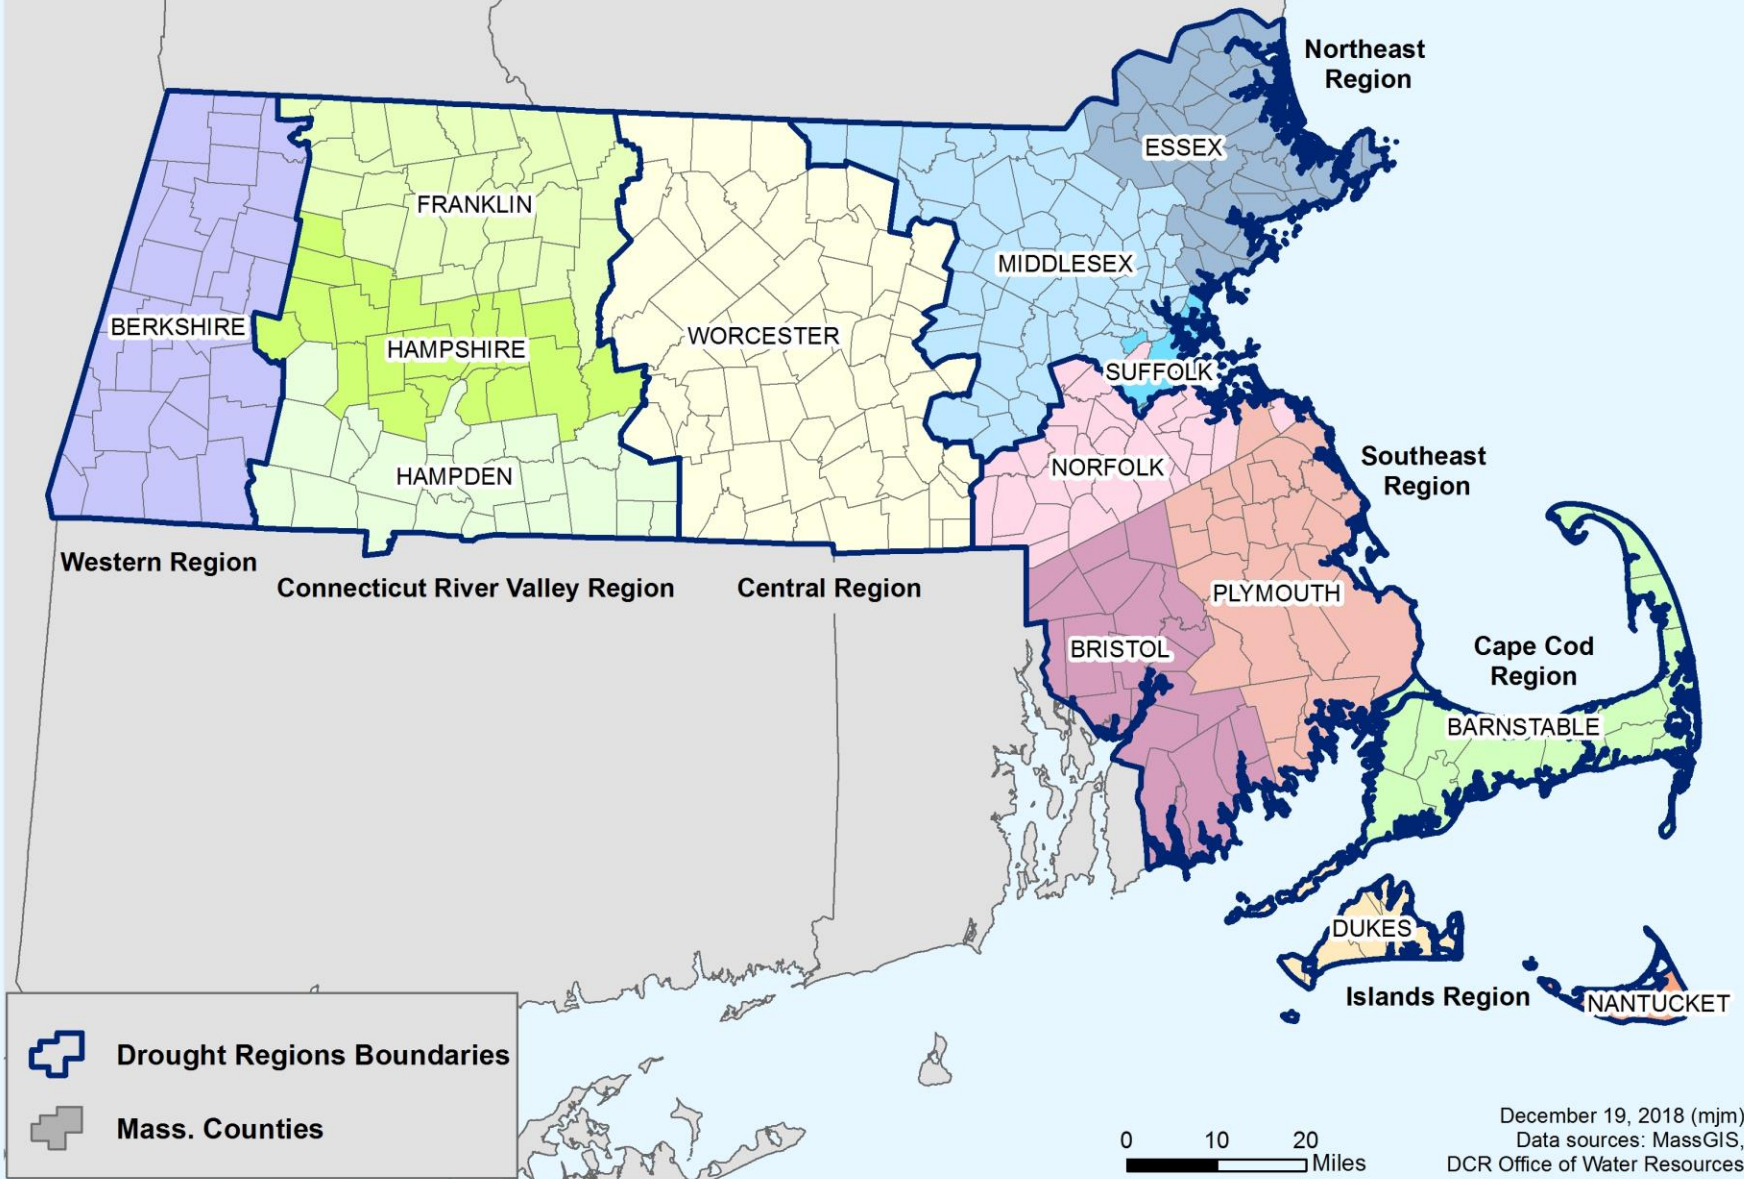 Northeast
Region
ESSEX
FRANKLIN
MIDDLESEX
BERKSHIRE
HAMPSHIRE
WORCESTER
SUFFOLK
HAMPDEN
NORFOLK
Southeast
Region
Western Region
Connecticut River Valley Region
Central Region
PLYMOUTH
BRISTOL
Cape Cod
Region
BARNSTABLE
DUKES
Islands Region
NANTUCKET
Drought Regions Boundaries
Mass. Counties
0 10 20
Miles
December 19, 2018 (mjm)
Data sources: MassGIS,
DCR Office of Water Resources